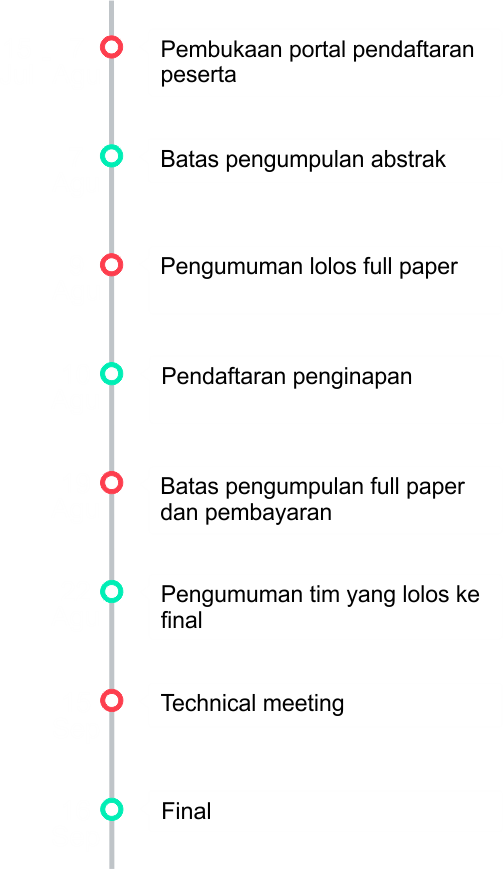 Pembukaan portal pendaftaran
peserta
Batas pengumpulan abstrak
Pengumuman lolos full paper
Pendaftaran penginapan
Batas pengumpulan full paper
dan pembayaran
Pengumuman tim yang lolos ke
final
Technical meeting
Final